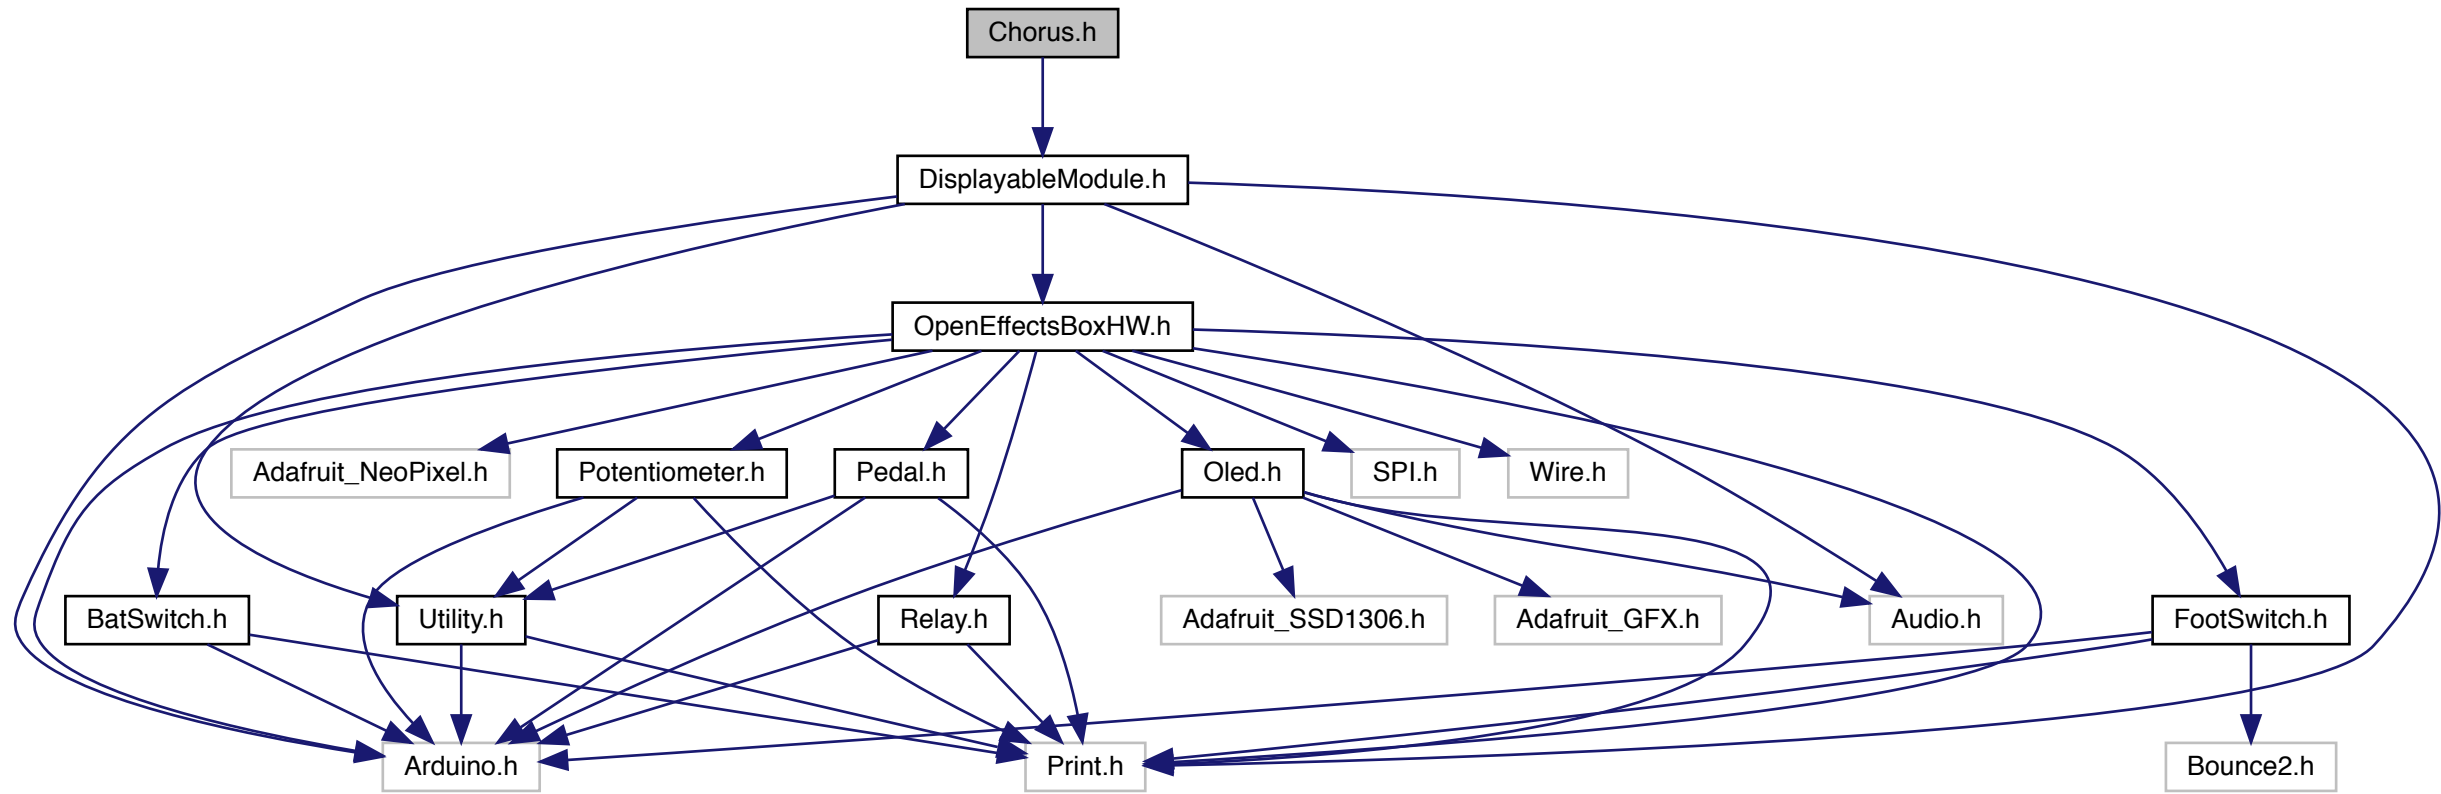 Chorus.h
DisplayableModule.h
OpenEffectsBoxHW.h
Adafruit_NeoPixel.h
Potentiometer.h
Pedal.h
Oled.h
SPI.h
Wire.h
BatSwitch.h
Utility.h
Relay.h
Adafruit_SSD1306.h
Adafruit_GFX.h
Audio.h
FootSwitch.h
Arduino.h
Print.h
Bounce2.h